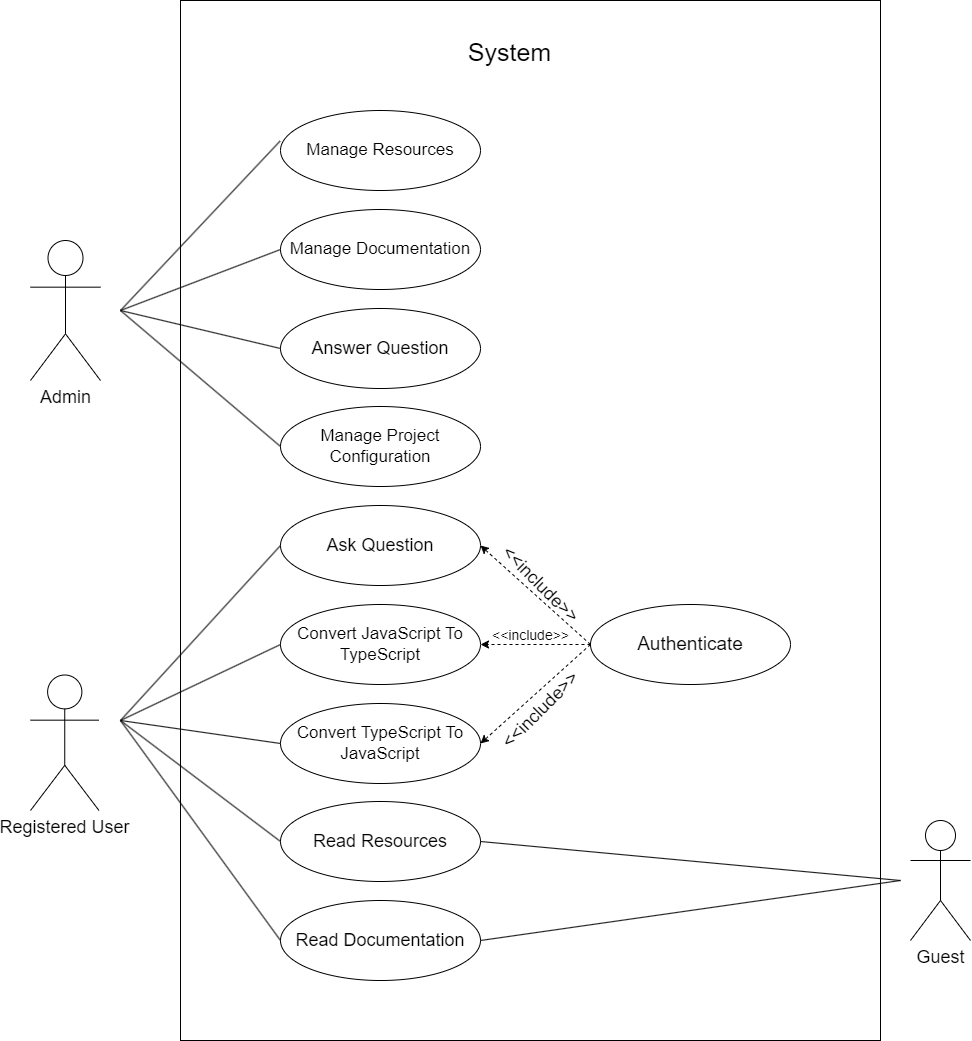 System
Manage Resources
Manage Documentation
Answer Question
Admin
Manage Project
Configuration
Ask Question
<<include>>
Convert JavaScript To
TypeScript
<<include>>
Authenticate
<<include>>
Convert TypeScript To
JavaScript
Registered User
Read Resources
Read Documentation
Guest